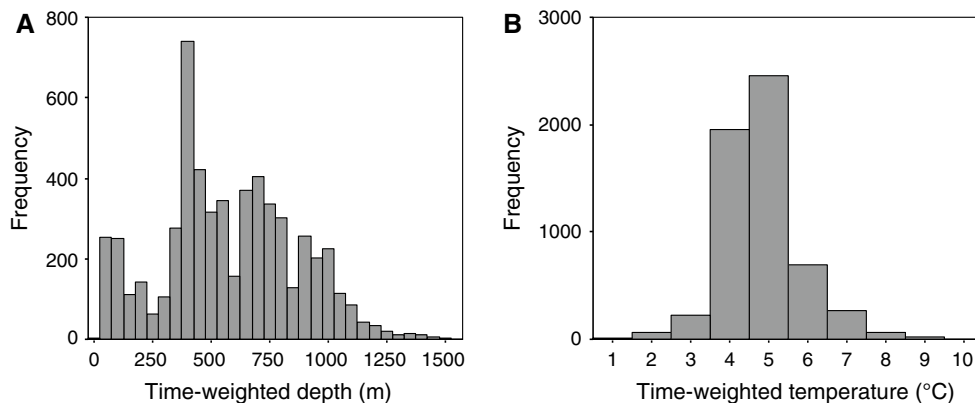 A
800
600
400
200
0
Frequency
0 250 500 750 1000 1250 1500
Time-weighted depth (m)
B
3000
2000
1000
0
Frequency
1 2 3 4 5 6 7 8 9 10
Time-weighted temperature (°C)